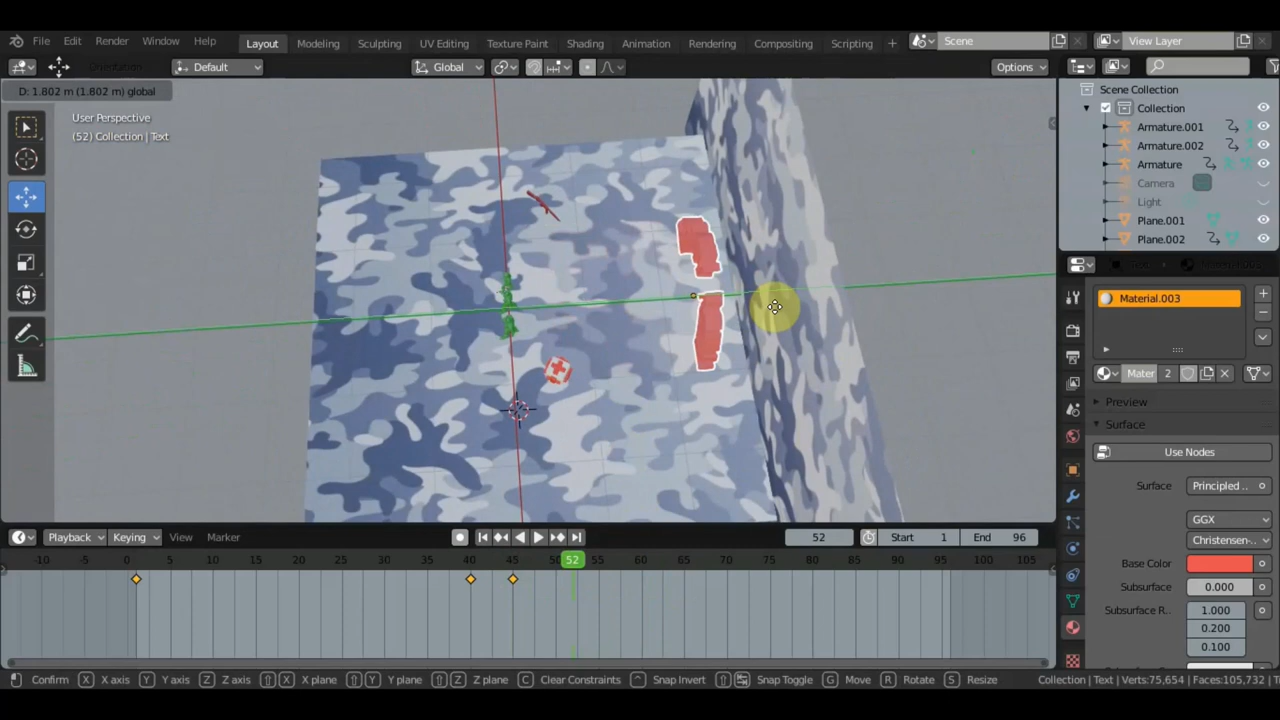 File Edit Render Window Help Layout Modeling Sculpting UV Editing Texture Paint Shading Animation Rendering Compositing Scripting + Scene View Layer
Orientation Default Global Options
D: 1.802 m (1.802 m) global
User Perspective
(52) Collection | Text
Scene Collection
Collection
Armature.001
Armature.002
Armature
Camera
Light
Plane.001
Plane.002
Material.003
Mater 2
Preview
Surface
Use Nodes
Surface Principled ..
GGX
Christensen-..
Base Color
Subsurface 0.000
Subsurface R.. 1.000
0.200
0.100
Playback Keying View Marker 52 Start 1 End 96
-10 -5 0 5 10 15 20 25 30 35 40 45 50 52 55 60 65 70 75 80 85 90 95 100 105
Confirm X X axis Y Y axis Z Z axis X X plane Y Y plane Z Z plane C Clear Constraints Snap Invert Snap Toggle G Move R Rotate S Resize Collection | Text | Verts:75,654 | Faces:105,732 | T